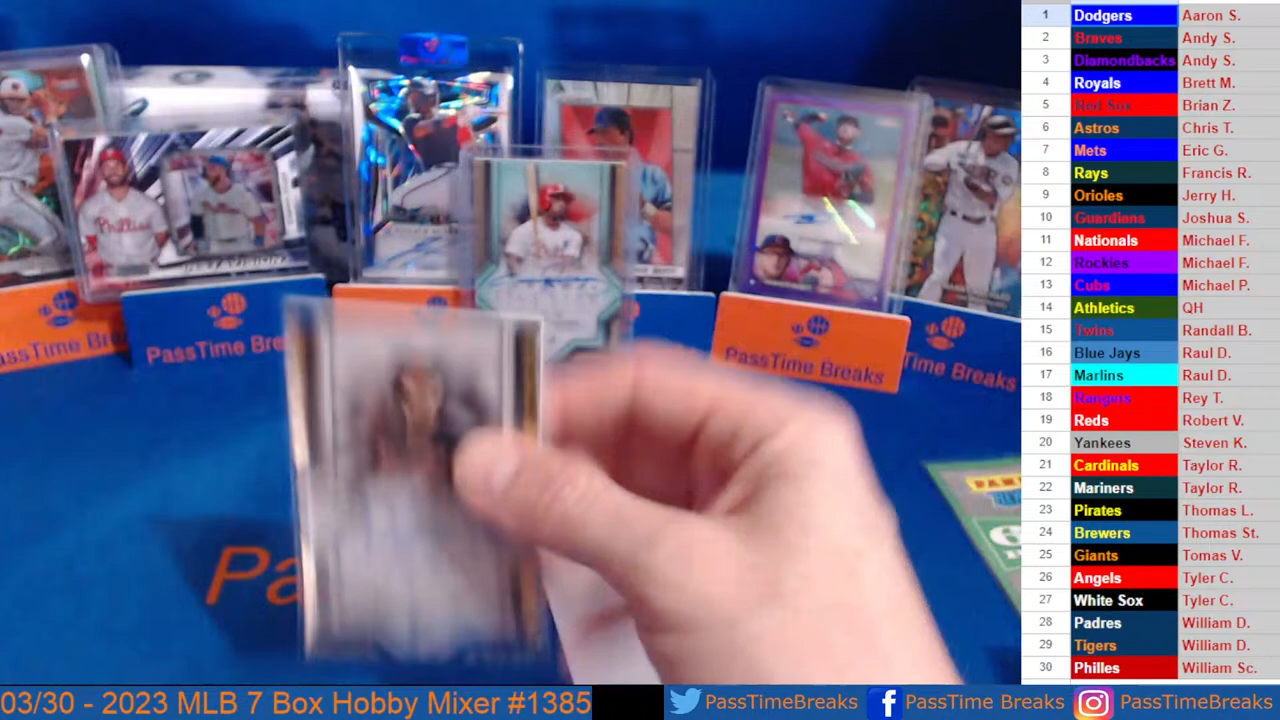 1 Dodgers Aaron S.
2 Braves Andy S.
3 Diamondbacks Andy S.
4 Royals Brett M.
5 Red Sox Brian Z.
6 Astros Chris T.
7 Mets Eric G.
8 Rays Francis R.
9 Orioles Jerry H.
10 Guardians Joshua S.
11 Nationals Michael F.
12 Rockies Michael F.
13 Cubs Michael P.
14 Athletics QH
15 Twins Randall B.
16 Blue Jays Raul D.
17 Marlins Raul D.
18 Rangers Rey T.
19 Reds Robert V.
20 Yankees Steven K.
21 Cardinals Taylor R.
22 Mariners Taylor R.
23 Pirates Thomas L.
24 Brewers Thomas St.
25 Giants Tomas V.
26 Angels Tyler C.
27 White Sox Tyler C.
28 Padres William D.
29 Tigers William D.
30 Philles William Sc.
Phillies
PassTime Bre
PassTime Breaks
Time Breaks
Pa
03/30 - 2023 MLB 7 Box Hobby Mixer #1385
PassTimeBreaks
PassTime Breaks
PassTimeBreaks